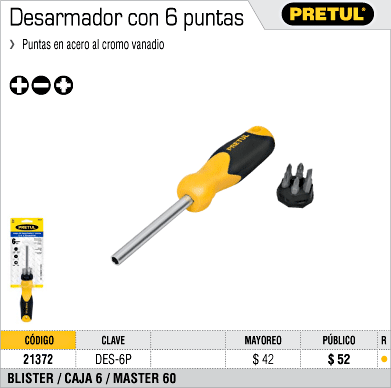 Desarmador con 6 puntas
PRETUL®
❯ Puntas en acero al cromo vanadio
PRETUL
CÓDIGO CLAVE MAYOREO PÚBLICO R
21372 DES-6P $ 42 $ 52 ●
BLISTER / CAJA 6 / MASTER 60